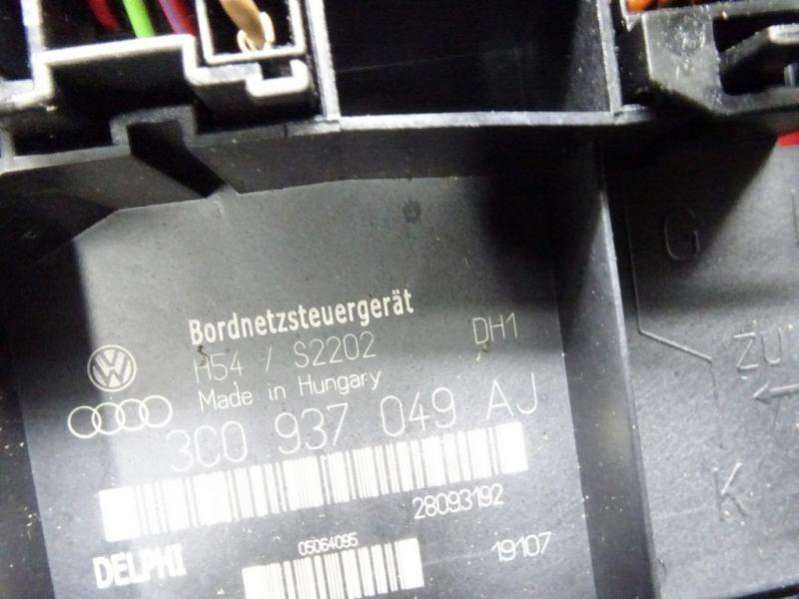 Bordnetzsteuergerät
H54 / S2202 DH1
Made in Hungary
3C0 937 049 AJ
28093192
DELPHI 05064095 19107
G
K